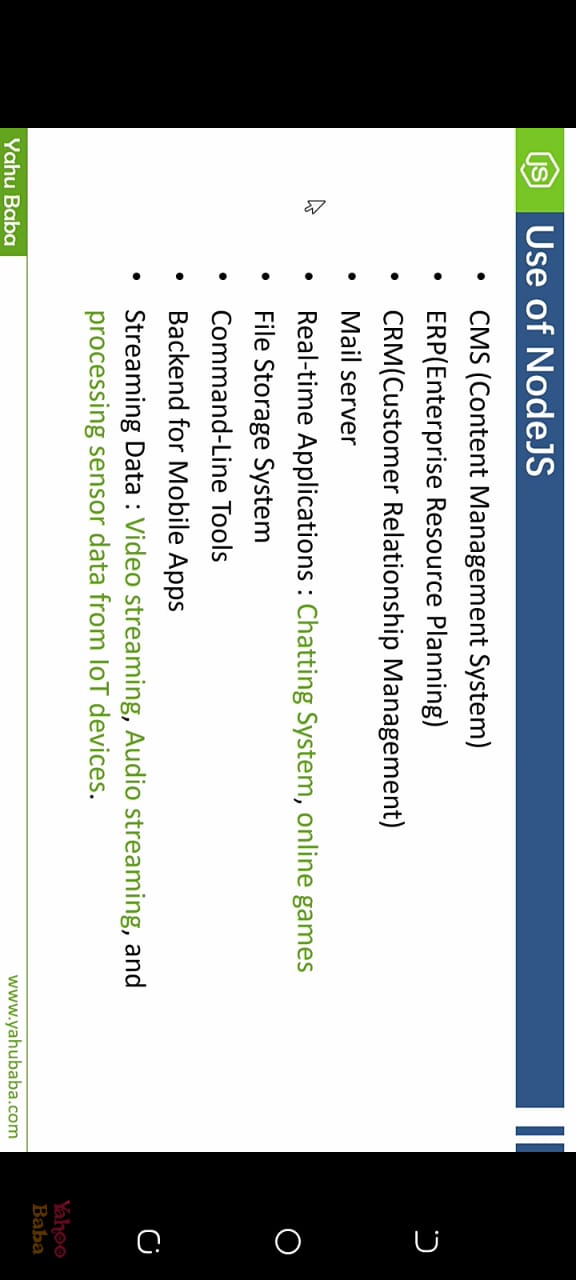 JS
Use of NodeJS
• CMS (Content Management System)
• ERP(Enterprise Resource Planning)
• CRM(Customer Relationship Management)
• Mail server
• Real-time Applications : Chatting System, online games
• File Storage System
• Command-Line Tools
• Backend for Mobile Apps
• Streaming Data : Video streaming, Audio streaming, and
processing sensor data from IoT devices.
Yahu Baba
www.yahubaba.com
Yahoo
Baba